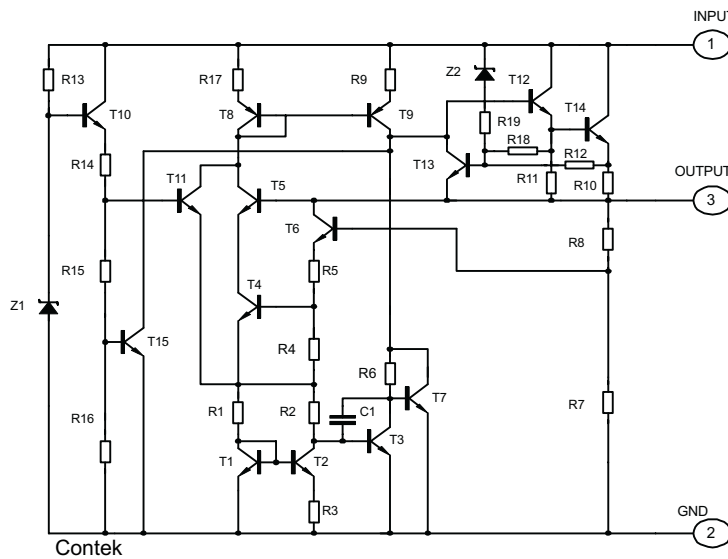 INPUT
1
R13
T10
R17
T8
R9
T9
Z2
T12
T14
R19
R18
R12
T13
R14
T11
T5
R11
R10
OUTPUT
3
T6
R8
R15
R5
Z1
T4
T15
R4
R6
T7
R7
R16
R1
R2
C1
T3
T1
T2
R3
GND
2
Contek